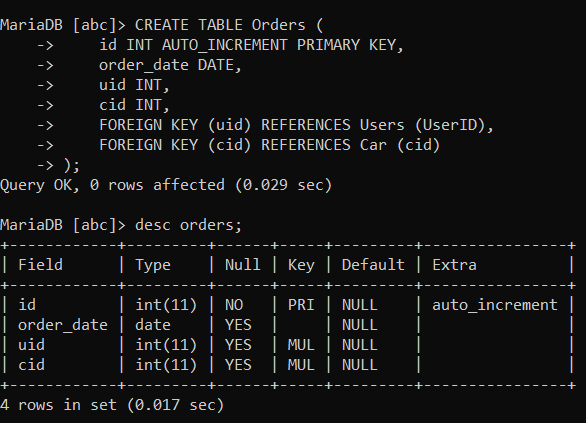 MariaDB [abc]> CREATE TABLE Orders (
    ->     id INT AUTO_INCREMENT PRIMARY KEY,
    ->     order_date DATE,
    ->     uid INT,
    ->     cid INT,
    ->     FOREIGN KEY (uid) REFERENCES Users (UserID),
    ->     FOREIGN KEY (cid) REFERENCES Car (cid)
    -> );
Query OK, 0 rows affected (0.029 sec)

MariaDB [abc]> desc orders;
+------------+---------+------+-----+---------+----------------+
| Field      | Type    | Null | Key | Default | Extra          |
+------------+---------+------+-----+---------+----------------+
| id         | int(11) | NO   | PRI | NULL    | auto_increment |
| order_date | date    | YES  |     | NULL    |                |
| uid        | int(11) | YES  | MUL | NULL    |                |
| cid        | int(11) | YES  | MUL | NULL    |                |
+------------+---------+------+-----+---------+----------------+
4 rows in set (0.017 sec)